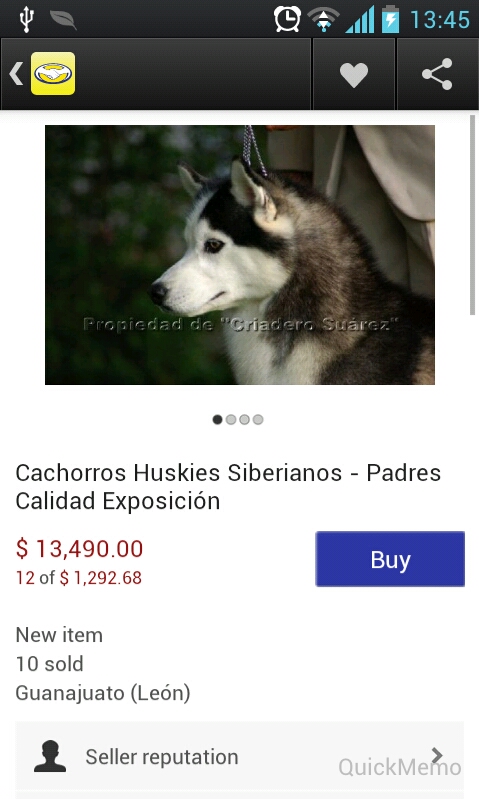 13:45
Propiedad de "Criadero Suárez"
Cachorros Huskies Siberianos - Padres
Calidad Exposición
$ 13,490.00
12 of $ 1,292.68
Buy
New item
10 sold
Guanajuato (León)
Seller reputation
QuickMemo